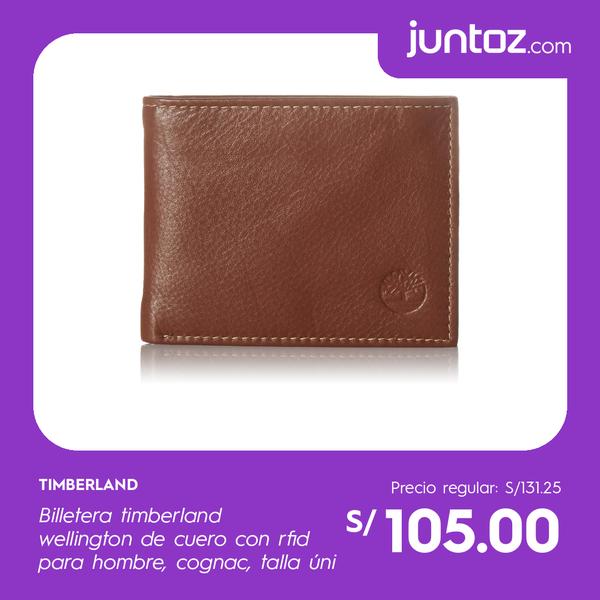 juntoz.com
TIMBERLAND
Billetera timberland
wellington de cuero con rfid
para hombre, cognac, talla úni
Precio regular: S/131.25
S/105.00